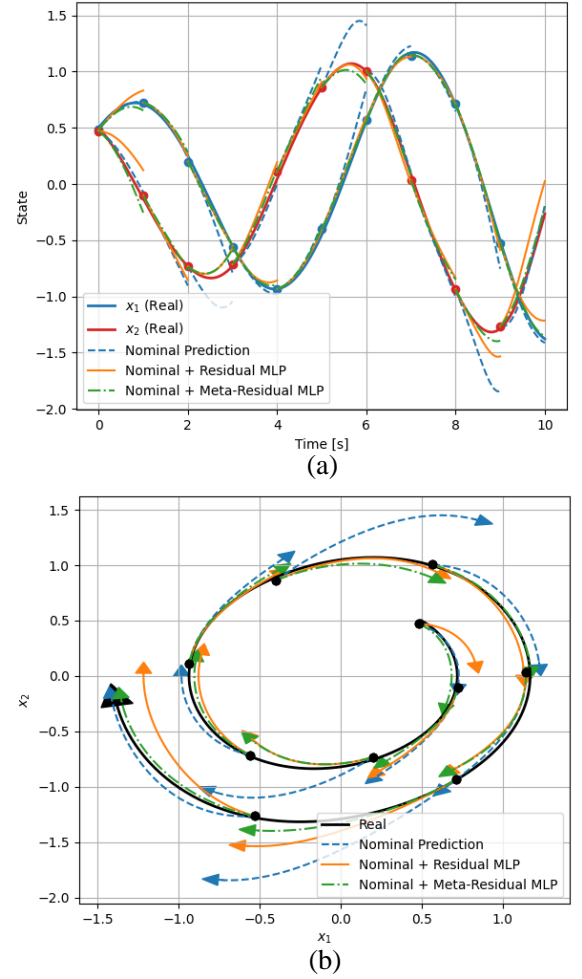 1.5
1.0
0.5
0.0
−0.5
−1.0
−1.5
−2.0
State
x₁ (Real)
x₂ (Real)
Nominal Prediction
Nominal + Residual MLP
Nominal + Meta-Residual MLP
0 2 4 6 8 10
Time [s]
(a)
1.5
1.0
0.5
0.0
−0.5
−1.0
−1.5
−2.0
x₂
Real
Nominal Prediction
Nominal + Residual MLP
Nominal + Meta-Residual MLP
−1.5 −1.0 −0.5 0.0 0.5 1.0
x₁
(b)